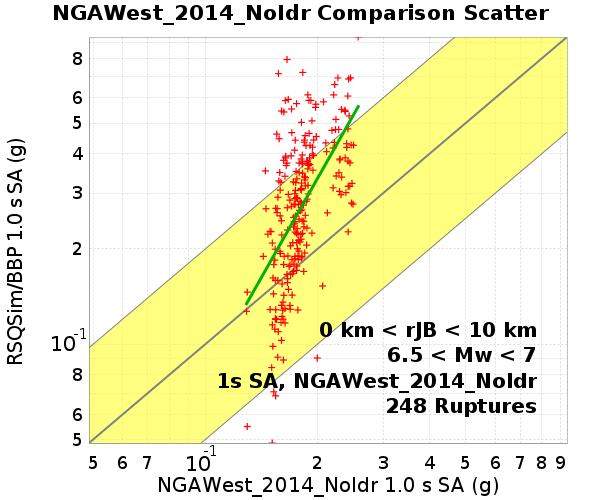 NGAWest_2014_NoIdr Comparison Scatter
8
6
5
4
3
2
10^-1
8
6
5
RSQSim/BBP 1.0 s SA (g)
0 km < rJB < 10 km
6.5 < Mw < 7
1s SA, NGAWest_2014_NoIdr
248 Ruptures
5 6 7 10^-1 2 3 4 5 6 7 8 9
NGAWest_2014_NoIdr 1.0 s SA (g)